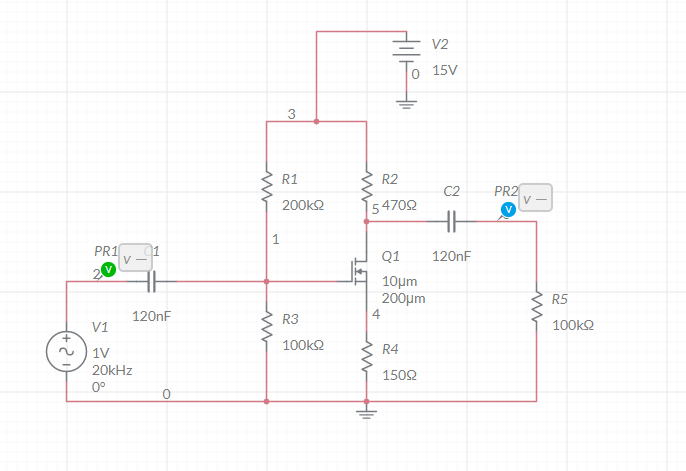 V2
0
15V
3
R1
200kΩ
R2
5
470Ω
C2
PR2
V
V —
1
Q1
120nF
PR1
V —
1
2
V
10µm
200µm
R5
100kΩ
120nF
4
R3
100kΩ
V1
1V
20kHz
0°
R4
150Ω
0